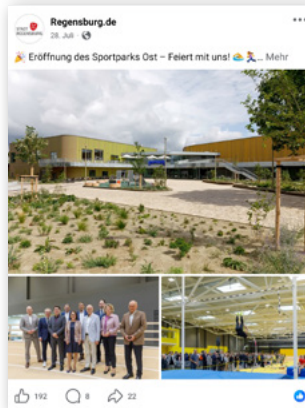 Regensburg.de
28. Juli ·
🎉 Eröffnung des Sportparks Ost – Feiert mit uns! 🏊🏃... Mehr
192 8 22